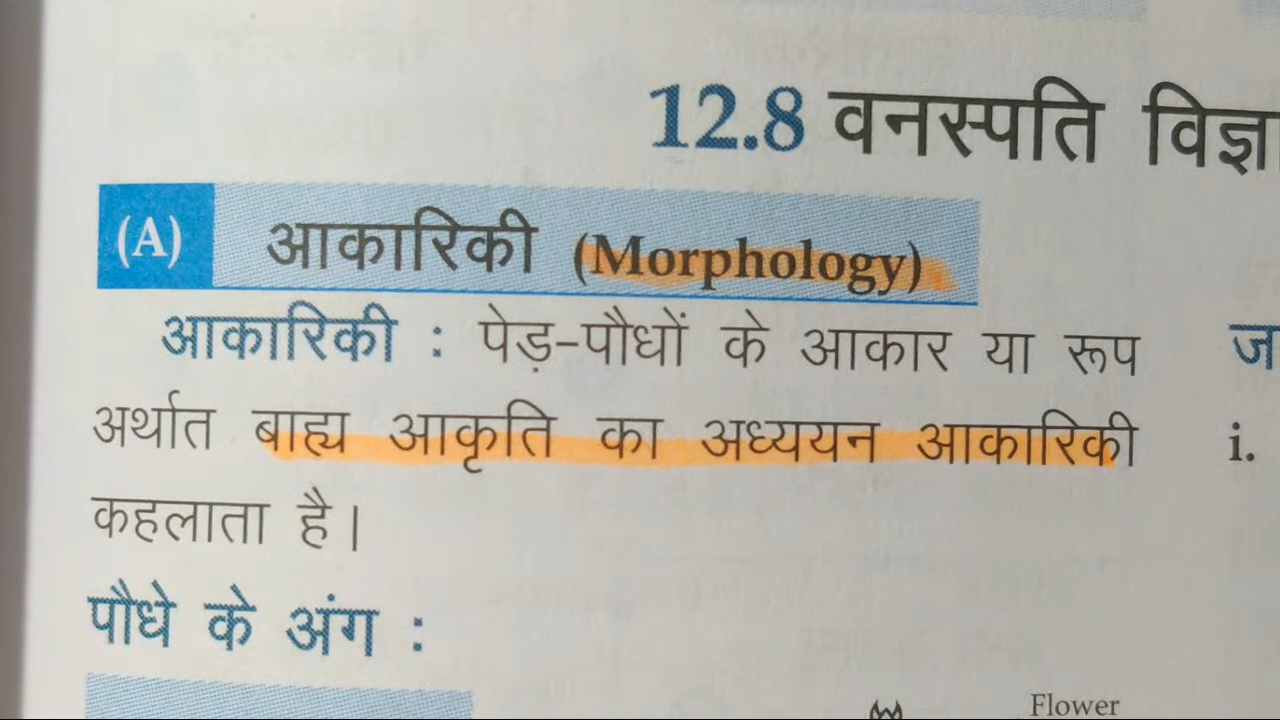 12.8 वनस्पति
(A) आकारिकी (Morphology)
आकारिकी : पेड़-पौधों के आकार या रूप
अर्थात बाह्य आकृति का अध्ययन आकारिकी
कहलाता है।
पौधे के अंग :
i.
Flower